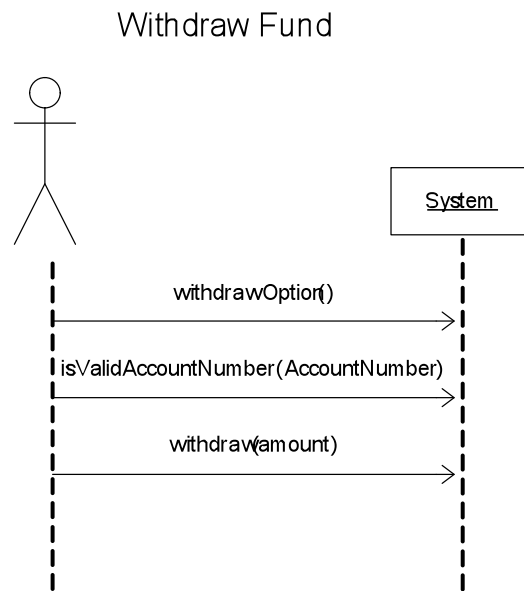 Withdraw Fund
System
withdrawOption()
isValidAccountNumber(AccountNumber)
withdraw(amount)